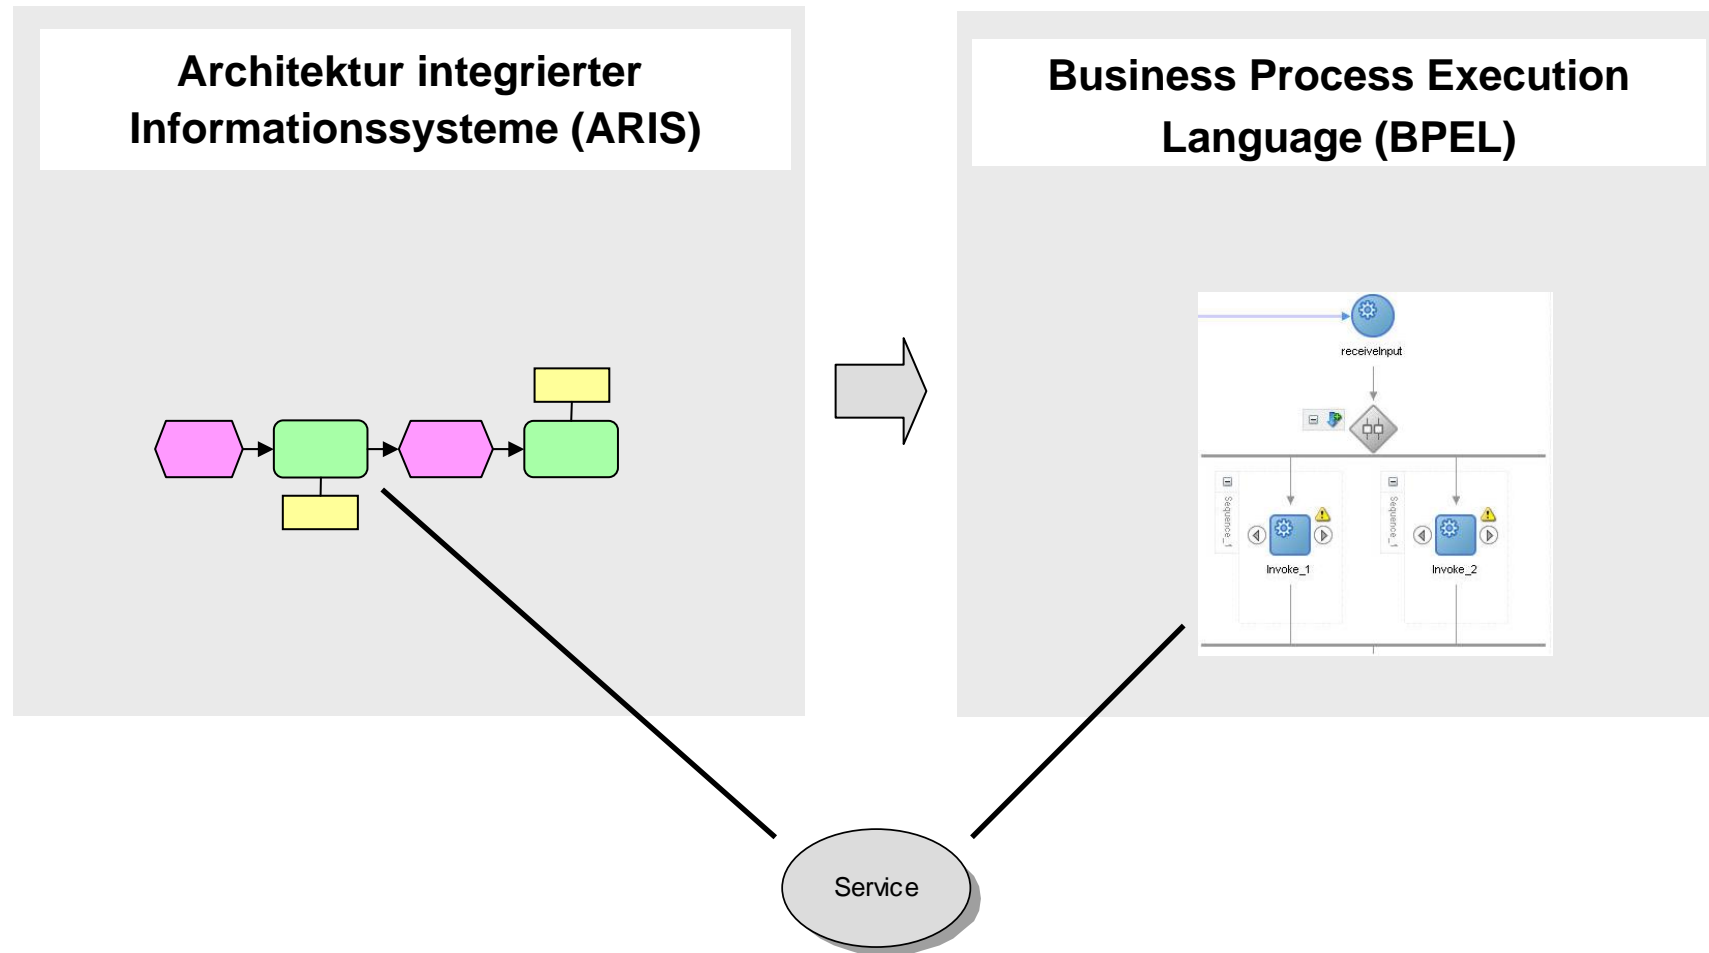 Architektur integrierter
Informationssysteme (ARIS)
Business Process Execution
Language (BPEL)
receiveInput
Sequence_1
Sequence_1
Invoke_1
Invoke_2
Service